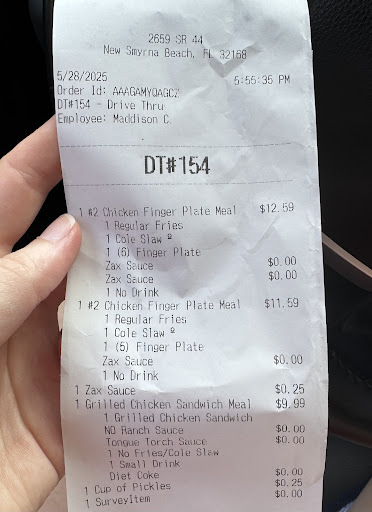 2659 SR 44
New Smyrna Beach, FL 32168
5/28/2025 5:55:35 PM
Order Id: AAAGAMYQAGCZ
DT#154 - Drive Thru
Employee: Maddison C.
DT#154
1 #2 Chicken Finger Plate Meal $12.59
1 Regular Fries
1 Cole Slaw
1 (6) Finger Plate
Zax Sauce $0.00
Zax Sauce $0.00
1 No Drink
1 #2 Chicken Finger Plate Meal $11.59
1 Regular Fries
1 Cole Slaw
1 (5) Finger Plate
Zax Sauce $0.00
1 No Drink
1 Zax Sauce $0.25
1 Grilled Chicken Sandwich Meal $9.99
1 Grilled Chicken Sandwich
NO Ranch Sauce $0.00
Tongue Torch Sauce $0.00
1 No Fries/Cole Slaw
1 Small Drink
Diet Coke $0.00
1 Cup of Pickles $0.25
1 SurveyItem $0.00